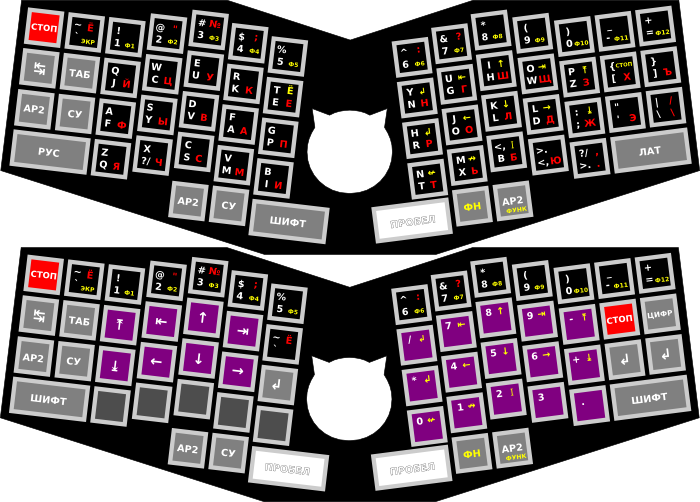 СТОП ~ Ё ` ЭКР ! 1 Ф1 @ " 2 Ф2 # № 3 Ф3 $ ; 4 Ф4 % 5 Ф5 ^ : 6 Ф6 & ? 7 Ф7 * 8 Ф8 ( 9 Ф9 ) 0 Ф10 _ - Ф11 + = Ф12
↹ ТАБ Q J Й W C Ц E U У R K К T E Е Y ↲ N Н U ⇤ G Г I ↑ H Ш O ⇥ W Щ P ⤒ Z З { СТОП [ Х } ] Ъ
АР2 СУ A F Ф S Y Ы D V В F A А G P П H ↲ R Р J ← O О K ↓ L Л L → D Д : ; Ж " ' Э | \
РУС Z Q Я X ?/ Ч C S С V M М B I И N T Т M X Ь <, B Б >. <, Ю ?/ >. . ЛАТ
АР2 СУ ШИФТ ПРОБЕЛ ФН АР2 ФУНК
СТОП ~ Ё ` ЭКР ! 1 Ф1 @ " 2 Ф2 # № 3 Ф3 $ ; 4 Ф4 % 5 Ф5 ^ : 6 Ф6 & ? 7 Ф7 * 8 Ф8 ( 9 Ф9 ) 0 Ф10 _ - Ф11 + = Ф12
↹ ТАБ ⤒ ⇤ ↑ ⇥ ~ Ё ` / ↲ 7 ⇤ 8 ↑ 9 ⇥ - ⤒ СТОП ЦИФР
АР2 СУ ⤓ ← ↓ → ↲ * ↲ 4 ← 5 ↓ 6 → + ⤓ ↲ ↲
ШИФТ 0 1 2 3 . ШИФТ
АР2 СУ ПРОБЕЛ ПРОБЕЛ ФН АР2 ФУНК